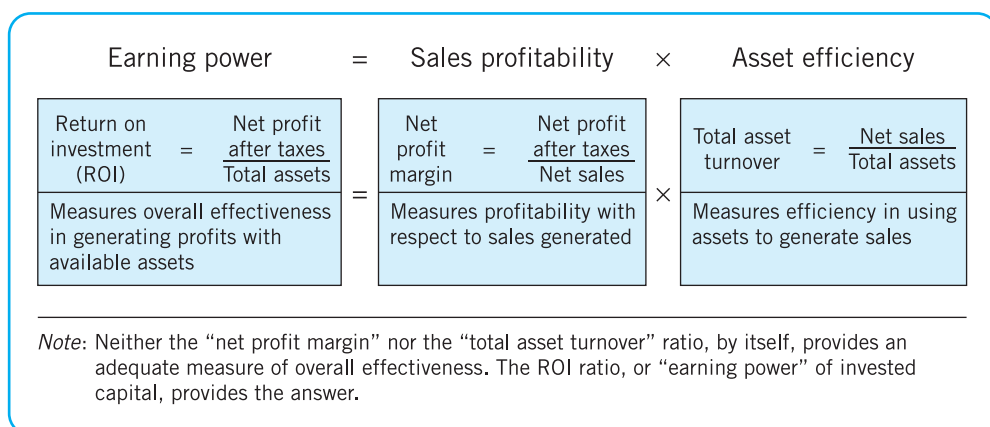 Earning power = Sales profitability × Asset efficiency
Return on investment (ROI) = Net profit after taxes / Total assets
=
Net profit margin = Net profit after taxes / Net sales
×
Total asset turnover = Net sales / Total assets
Measures overall effectiveness
in generating profits with
available assets
Measures profitability with
respect to sales generated
Measures efficiency in using
assets to generate sales
Note: Neither the “net profit margin” nor the “total asset turnover” ratio, by itself, provides an
adequate measure of overall effectiveness. The ROI ratio, or “earning power” of invested
capital, provides the answer.